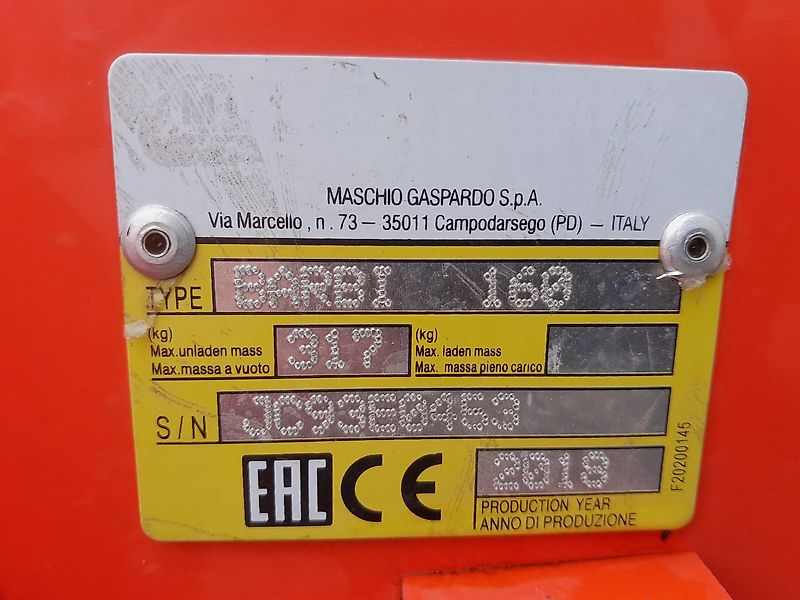 MASCHIO GASPARDO S.p.A.
Via Marcello , n . 73 – 35011 Campodarsego (PD) – ITALY
TYPE BARBI 160
(kg)
Max. unladen mass
Max. massa a vuoto
317
(kg)
Max. laden mass
Max. massa pieno carico
S/N JC93E0453
EAC CE
2019
PRODUCTION YEAR
ANNO DI PRODUZIONE
F20200145